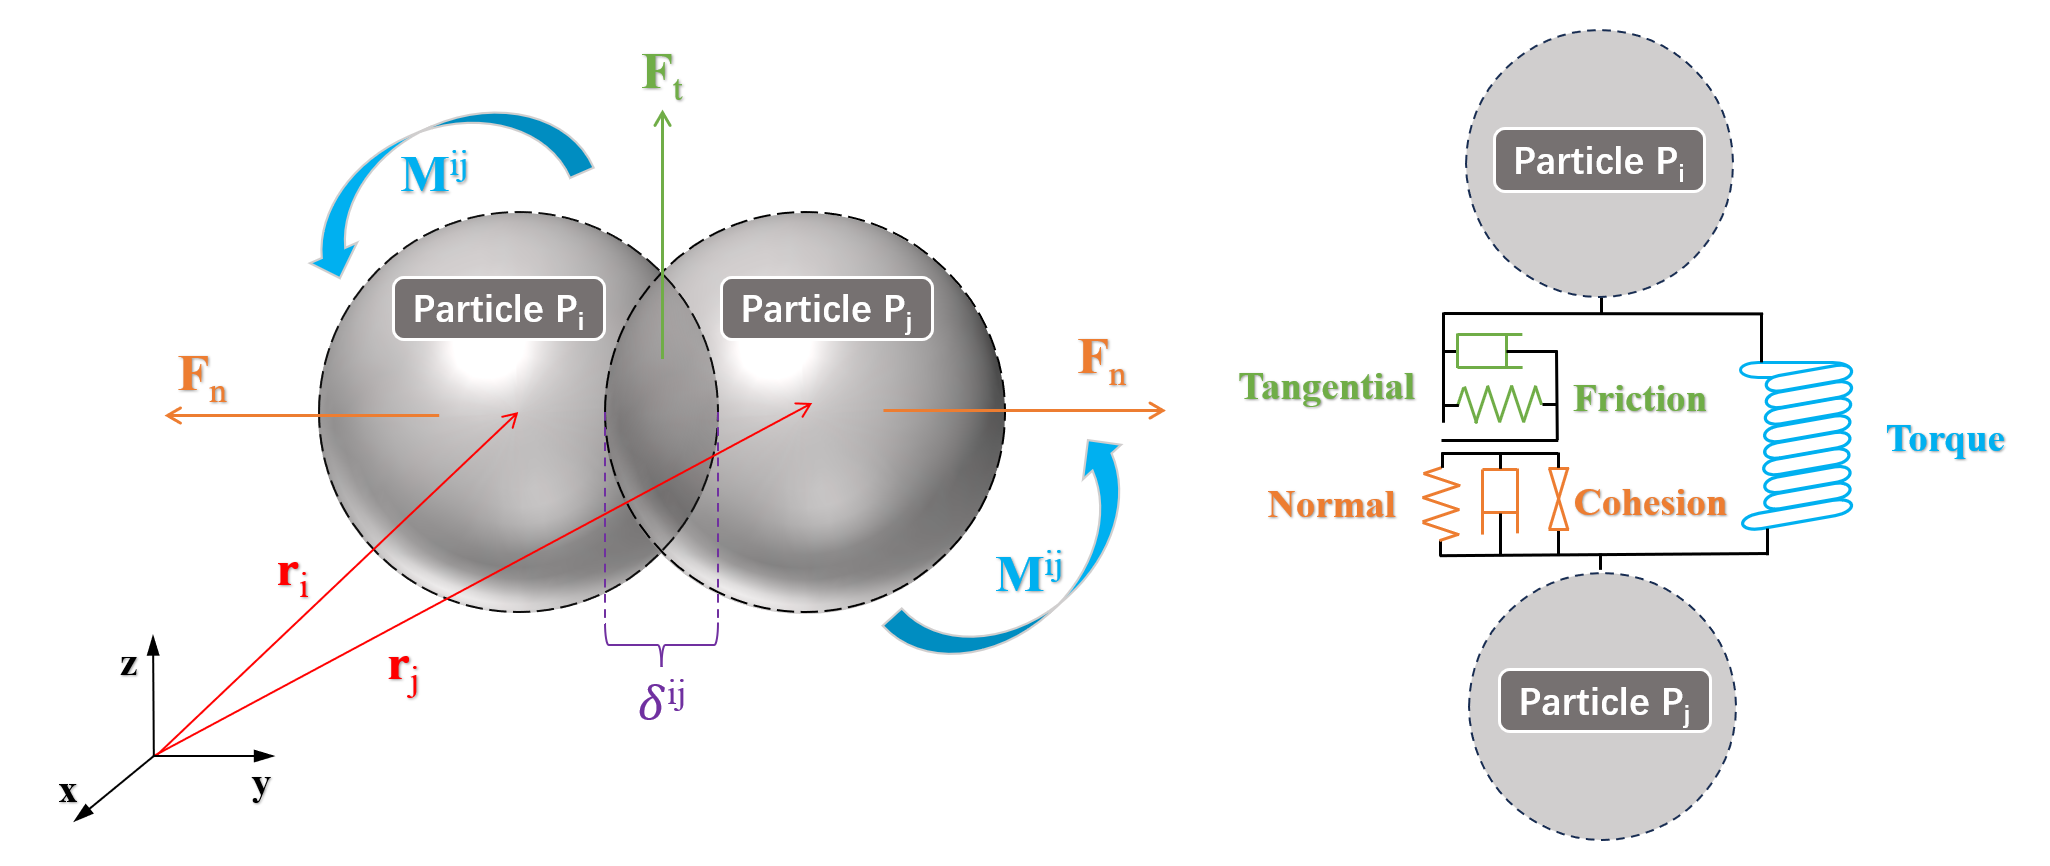 F_t
M^ij
Particle P_i
Particle P_j
F_n
F_n
r_i
r_j
M^ij
δ^ij
z
y
x
Particle P_i
Tangential
Friction
Torque
Normal
Cohesion
Particle P_j